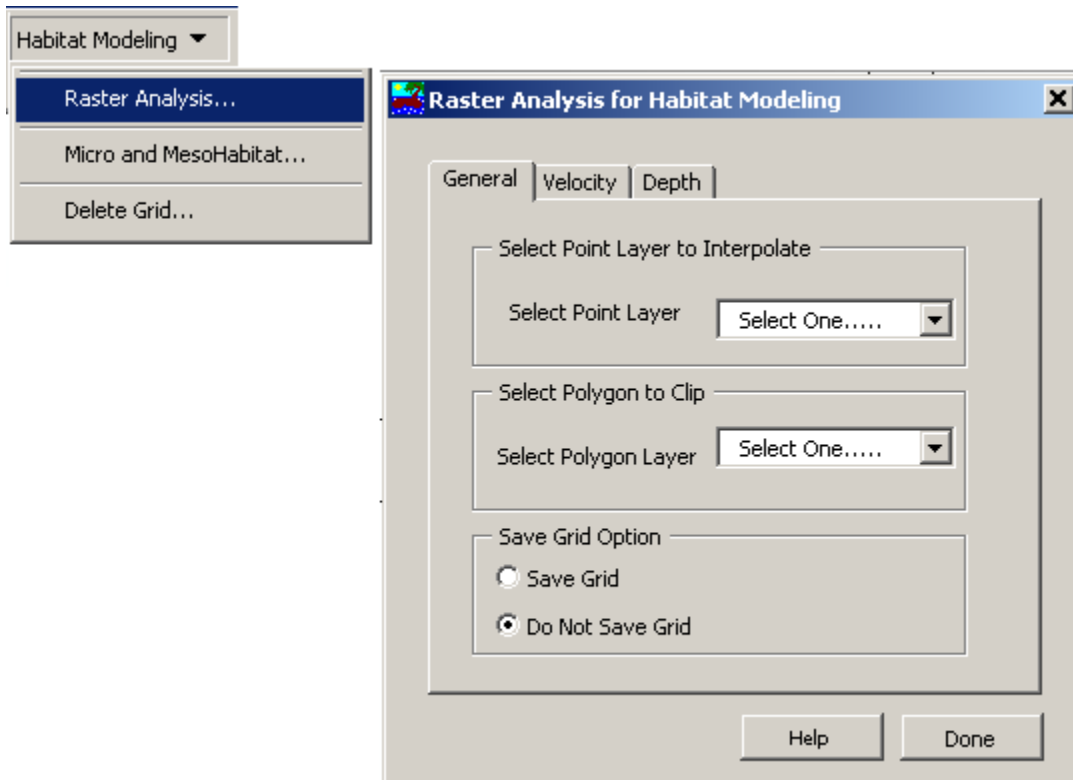 Habitat Modeling
Raster Analysis...
Micro and MesoHabitat...
Delete Grid...
Raster Analysis for Habitat Modeling
General Velocity Depth
Select Point Layer to Interpolate
Select Point Layer Select One.....
Select Polygon to Clip
Select Polygon Layer Select One.....
Save Grid Option
Save Grid
Do Not Save Grid
Help Done